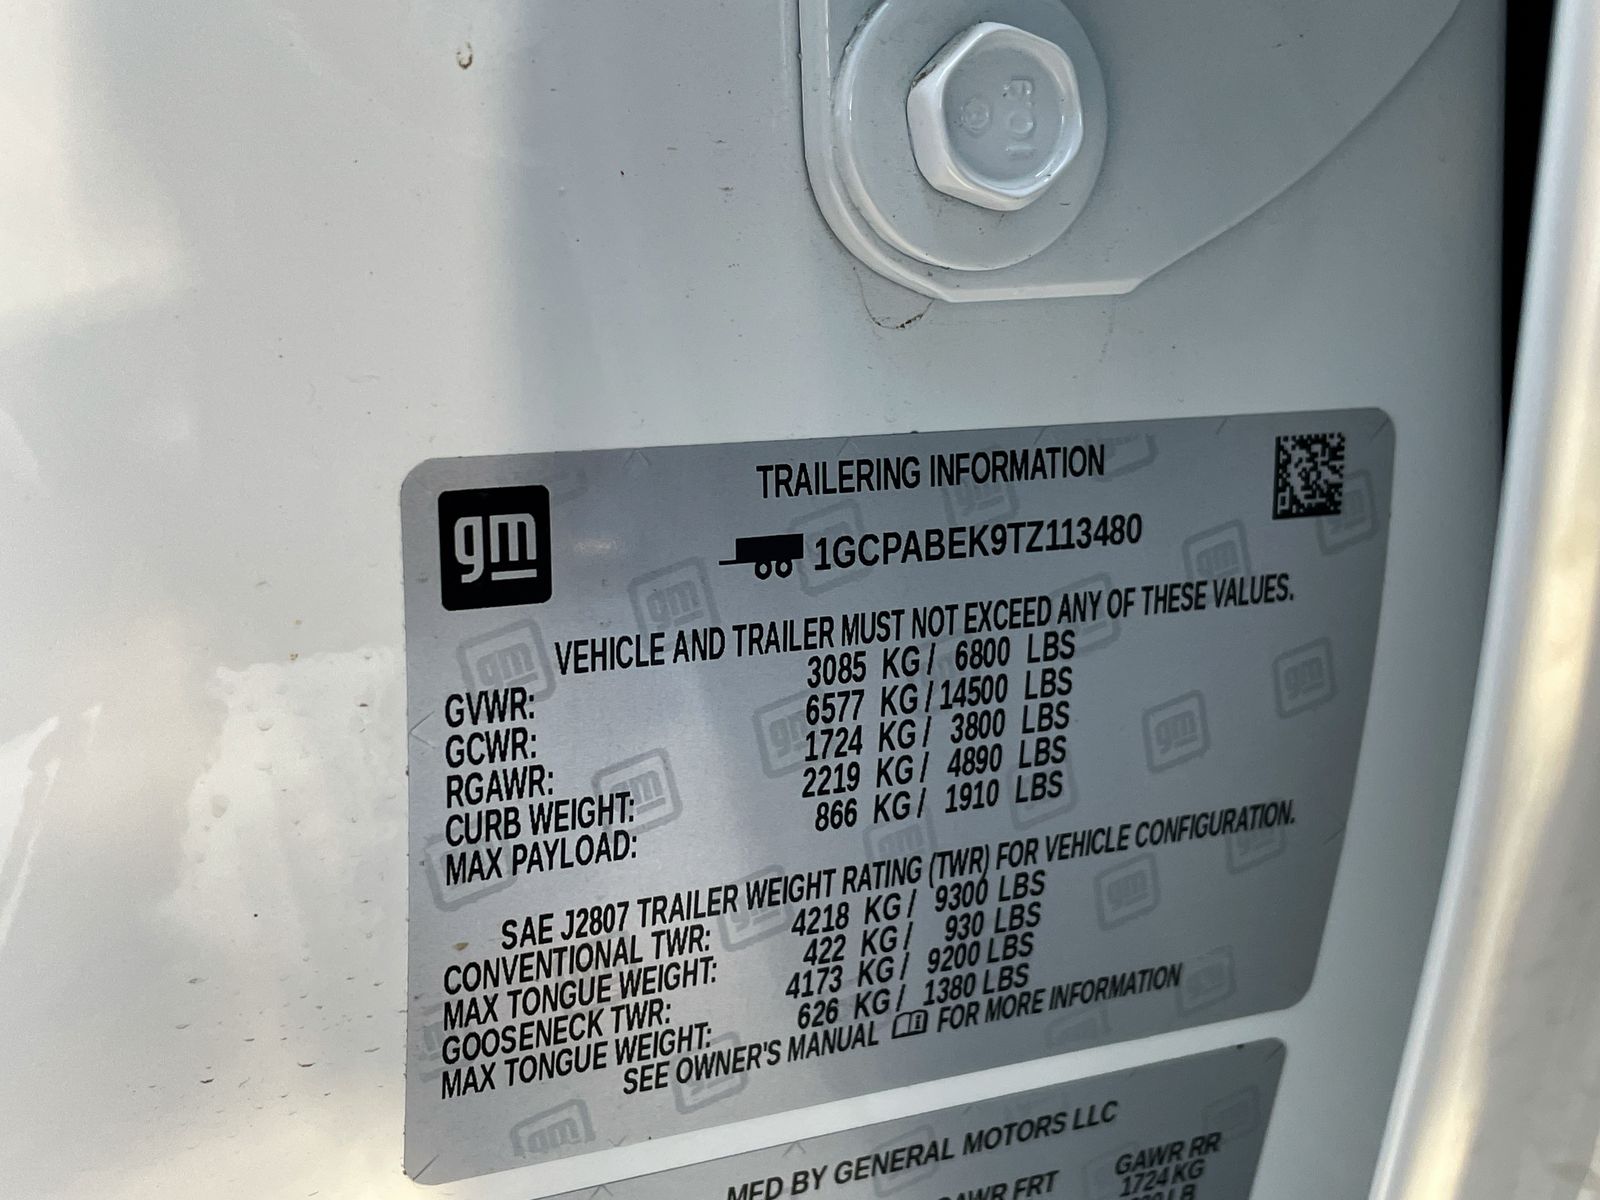 gm
TRAILERING INFORMATION
1GCPABEK9TZ113480
VEHICLE AND TRAILER MUST NOT EXCEED ANY OF THESE VALUES.
GVWR: 3085 KG / 6800 LBS
GCWR: 6577 KG / 14500 LBS
RGAWR: 1724 KG / 3800 LBS
CURB WEIGHT: 2219 KG / 4890 LBS
MAX PAYLOAD: 866 KG / 1910 LBS
SAE J2807 TRAILER WEIGHT RATING (TWR) FOR VEHICLE CONFIGURATION.
CONVENTIONAL TWR: 4218 KG / 9300 LBS
MAX TONGUE WEIGHT: 422 KG / 930 LBS
GOOSENECK TWR: 4173 KG / 9200 LBS
MAX TONGUE WEIGHT: 626 KG / 1380 LBS
SEE OWNER'S MANUAL FOR MORE INFORMATION
MFD BY GENERAL MOTORS LLC
FRT GAWR RR
1724 KG